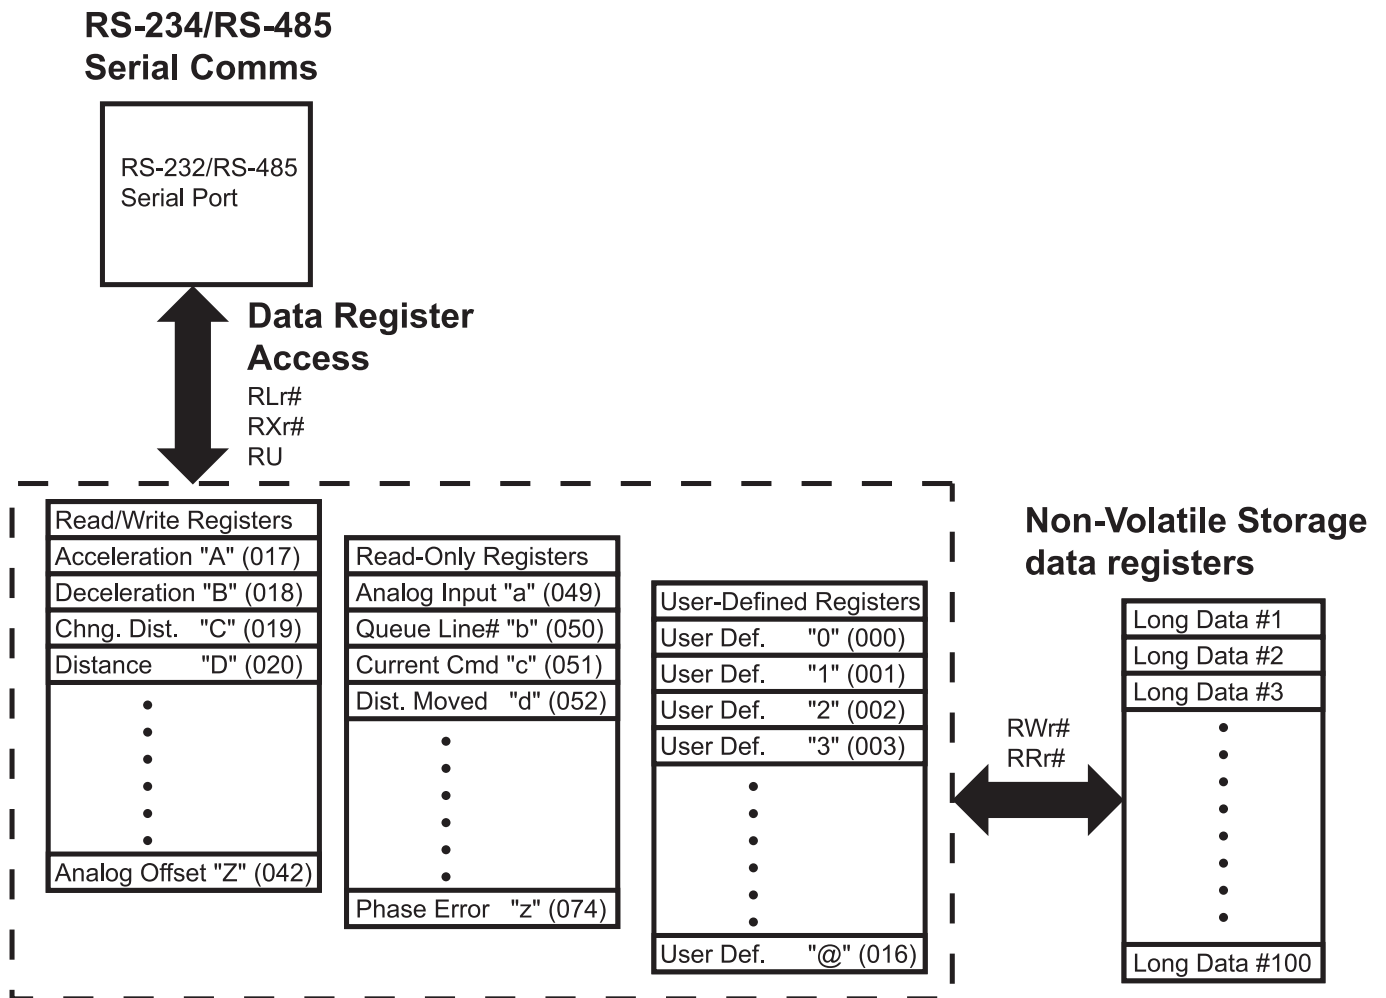 RS-234/RS-485
Serial Comms
RS-232/RS-485
Serial Port
Data Register
Access
RLr#
RXr#
RU
Read/Write Registers
Acceleration "A" (017)
Deceleration "B" (018)
Chng. Dist. "C" (019)
Distance "D" (020)
Analog Offset "Z" (042)
Read-Only Registers
Analog Input "a" (049)
Queue Line# "b" (050)
Current Cmd "c" (051)
Dist. Moved "d" (052)
Phase Error "z" (074)
User-Defined Registers
User Def. "0" (000)
User Def. "1" (001)
User Def. "2" (002)
User Def. "3" (003)
User Def. "@" (016)
RWr#
RRr#
Non-Volatile Storage
data registers
Long Data #1
Long Data #2
Long Data #3
Long Data #100